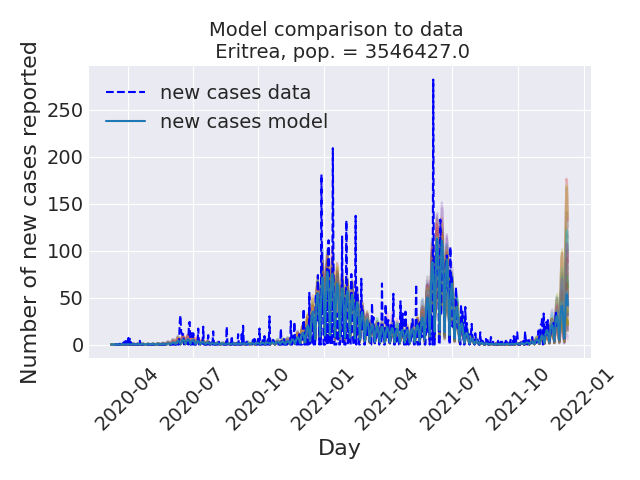 Model comparison to data
Eritrea, pop. = 3546427.0
Number of new cases reported
250
200
150
100
50
0
new cases data
new cases model
2020-04
2020-07
2020-10
2021-01
2021-04
2021-07
2021-10
2022-01
Day